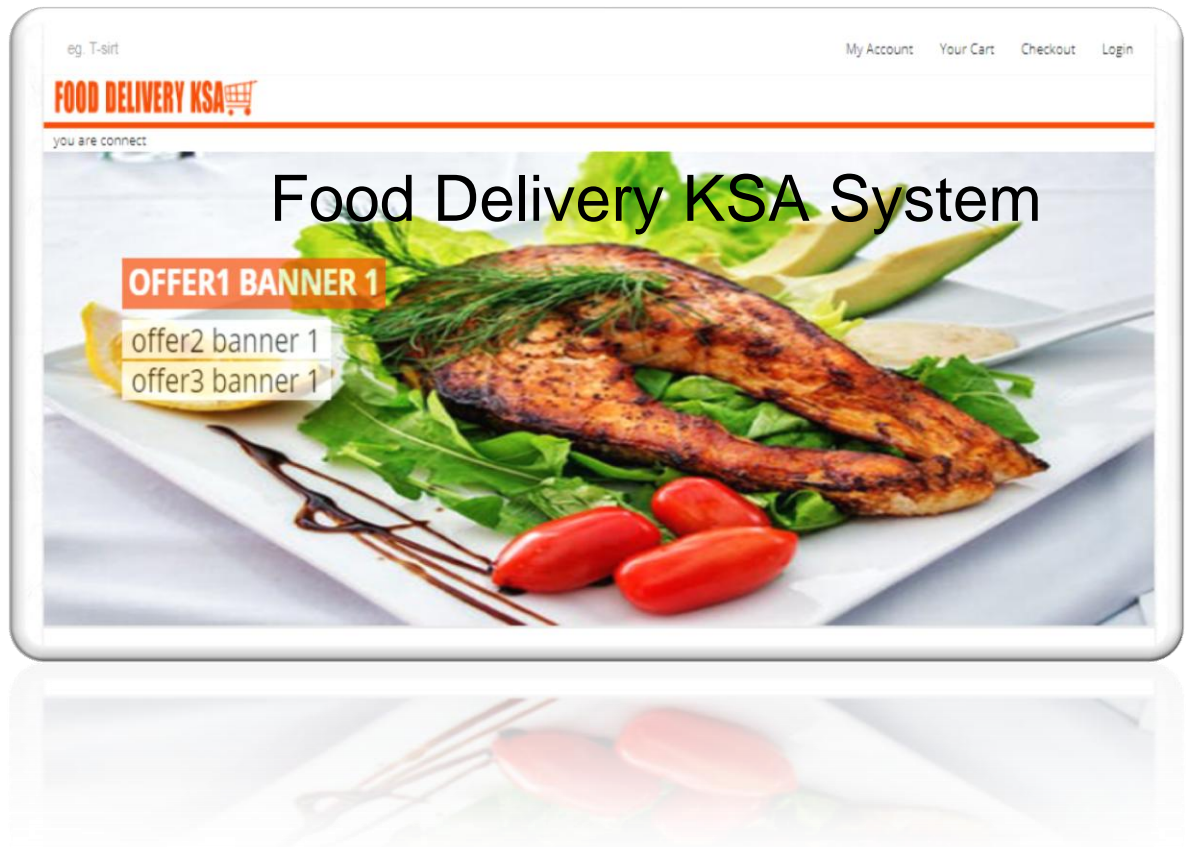 eg. T-sirt
My Account Your Cart Checkout Login
FOOD DELIVERY KSA
you are connect
Food Delivery KSA System
OFFER1 BANNER 1
offer2 banner 1
offer3 banner 1